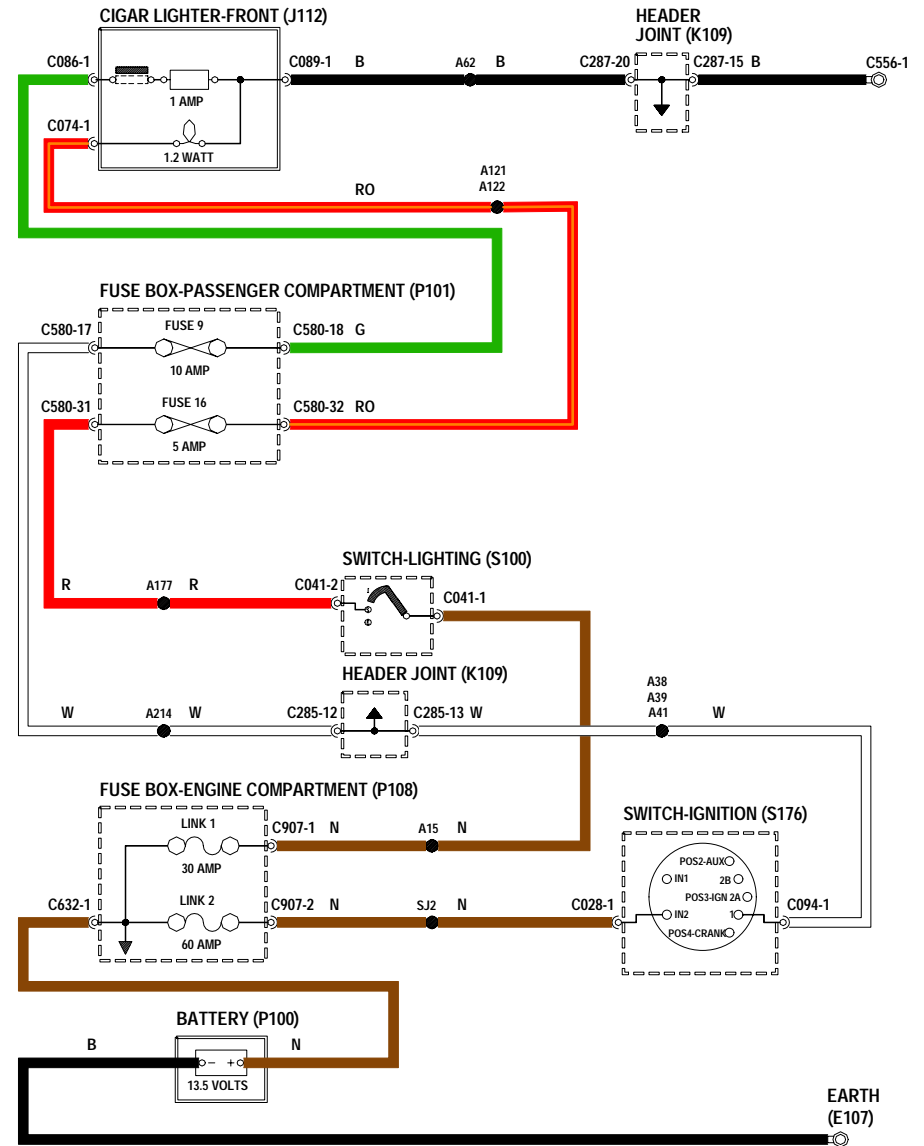 CIGAR LIGHTER-FRONT (J112)
HEADER
JOINT (K109)
C086-1
C089-1 B
A62 B
C287-20
C287-15 B
C556-1
1 AMP
C074-1
1.2 WATT
RO
A121
A122
FUSE BOX-PASSENGER COMPARTMENT (P101)
C580-17
FUSE 9
C580-18 G
10 AMP
C580-31
FUSE 16
C580-32 RO
5 AMP
SWITCH-LIGHTING (S100)
R
A177 R
C041-2
1
C041-1
HEADER JOINT (K109)
A38
A39
A41
W
A214 W
C285-12
C285-13 W
W
FUSE BOX-ENGINE COMPARTMENT (P108)
LINK 1
C907-1 N
A15 N
30 AMP
SWITCH-IGNITION (S176)
POS2-AUX
IN1
2B
POS3-IGN 2A
C632-1
LINK 2
C907-2 N
SJ2 N
C028-1
IN2
1
C094-1
60 AMP
POS4-CRANK
BATTERY (P100)
B
N
- +
13.5 VOLTS
EARTH
(E107)